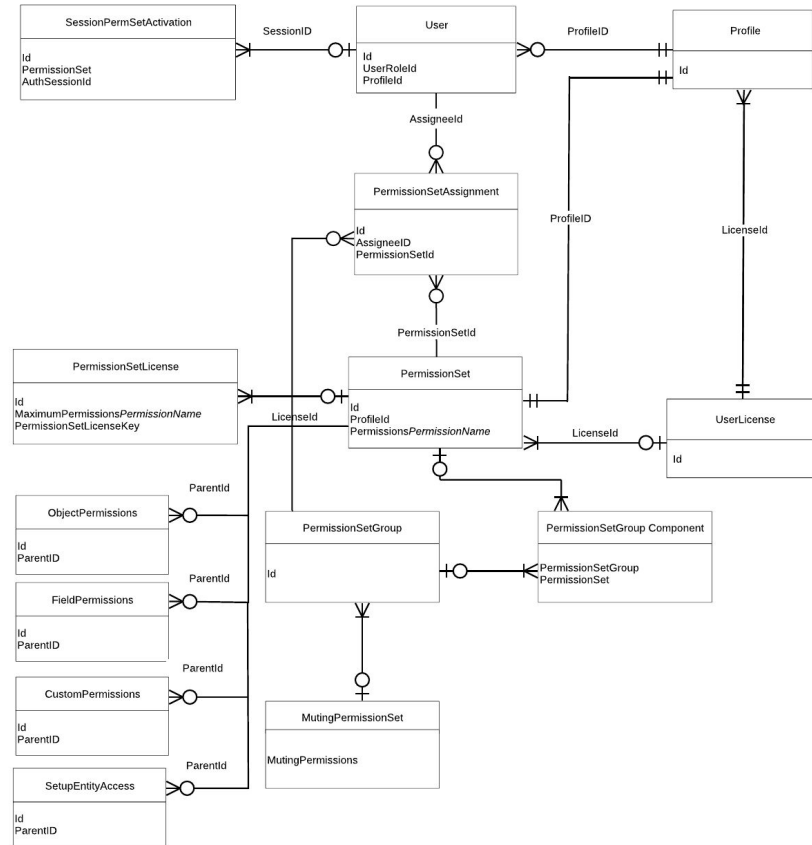 SessionPermSetActivation
Id
PermissionSet
AuthSessionId
SessionID
User
Id
UserRoleId
ProfileId
ProfileID
Profile
Id
AssigneeId
PermissionSetAssignment
Id
AssigneeID
PermissionSetId
ProfileID
LicenseId
PermissionSetId
PermissionSetLicense
Id
MaximumPermissionsPermissionName
PermissionSetLicenseKey
LicenseId
PermissionSet
Id
ProfileId
PermissionsPermissionName
LicenseId
UserLicense
Id
ParentId
ObjectPermissions
Id
ParentID
PermissionSetGroup
Id
PermissionSetGroup Component
PermissionSetGroup
PermissionSet
ParentId
FieldPermissions
Id
ParentID
ParentId
CustomPermissions
Id
ParentID
MutingPermissionSet
MutingPermissions
ParentId
SetupEntityAccess
Id
ParentID